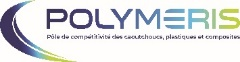 POLYMERIS
Pôle de compétitivité des caoutchoucs, plastiques et composites